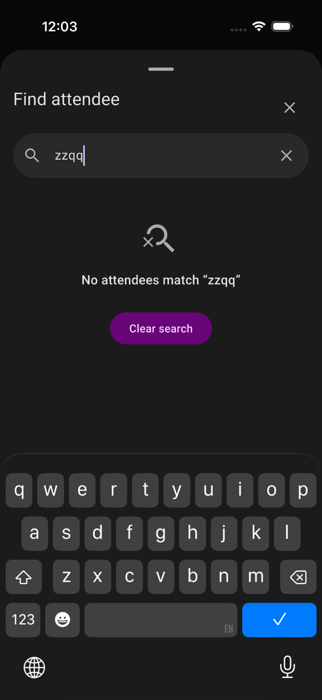 12:03
Find attendee
zzqq
No attendees match “zzqq”
Clear search
q w e r t y u i o p
a s d f g h j k l
z x c v b n m
123
EN